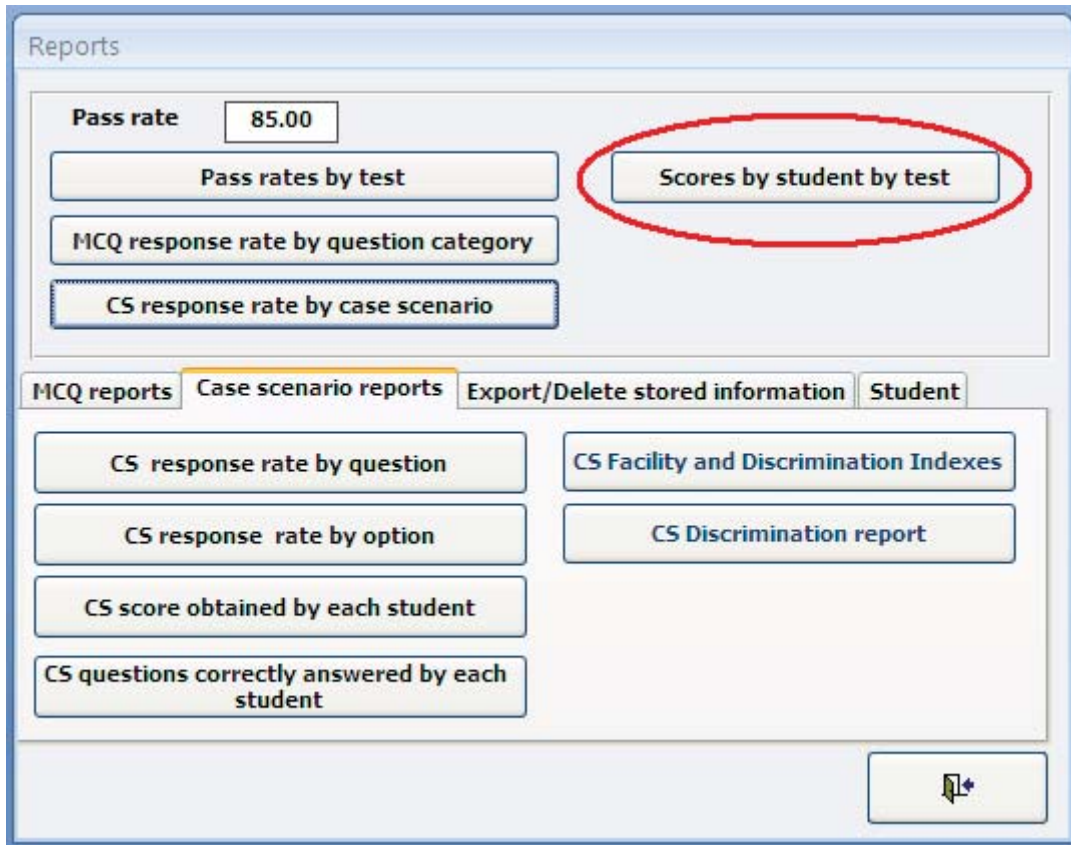 Reports
Pass rate 85.00
Pass rates by test
Scores by student by test
MCQ response rate by question category
CS response rate by case scenario
MCQ reports
Case scenario reports
Export/Delete stored information
Student
CS response rate by question
CS Facility and Discrimination Indexes
CS response rate by option
CS Discrimination report
CS score obtained by each student
CS questions correctly answered by each
student